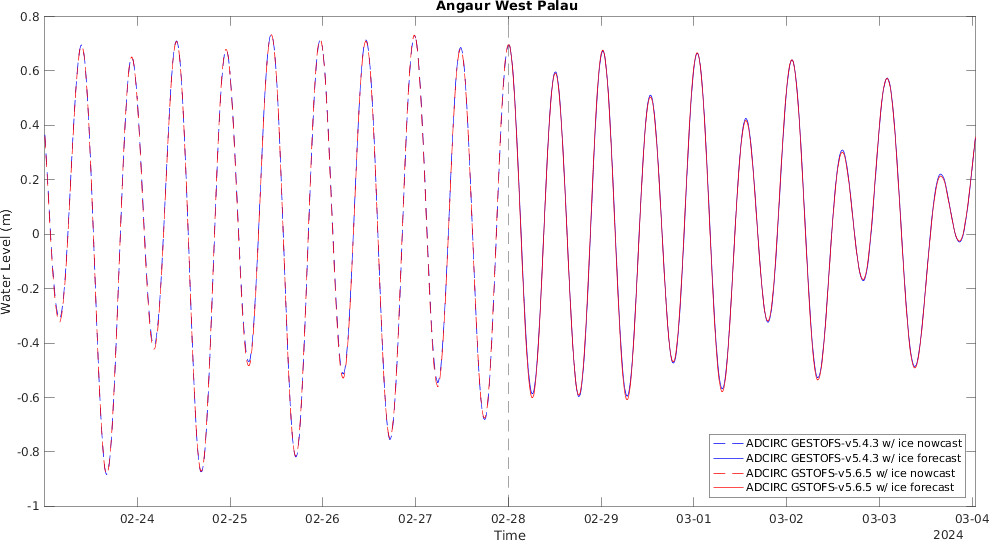 Angaur West Palau
0.8
0.6
0.4
0.2
0
-0.2
-0.4
-0.6
-0.8
-1
Water Level (m)
ADCIRC GESTOFS-v5.4.3 w/ ice nowcast
ADCIRC GESTOFS-v5.4.3 w/ ice forecast
ADCIRC GSTOFS-v5.6.5 w/ ice nowcast
ADCIRC GSTOFS-v5.6.5 w/ ice forecast
02-24 02-25 02-26 02-27 02-28 02-29 03-01 03-02 03-03 03-04
Time 2024